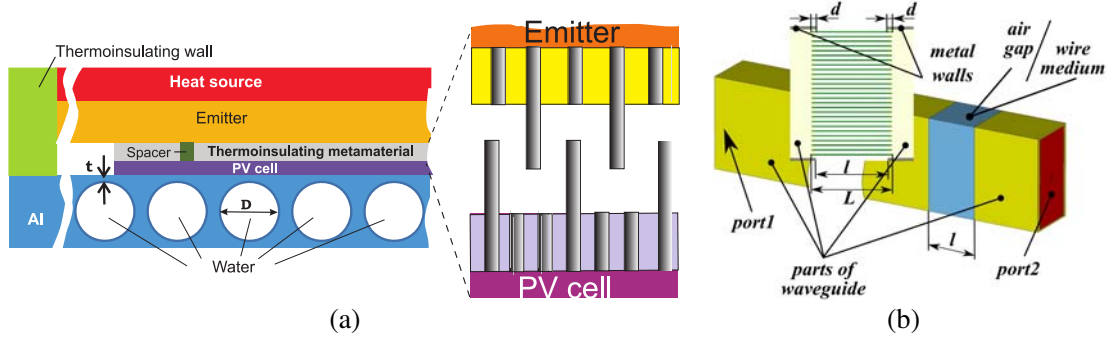 Thermoinsulating wall
Heat source
Emitter
Spacer
Thermoinsulating metamaterial
t
PV cell
D
Al
Water
Emitter
PV cell
(a)
d
d
metal
walls
air
gap
wire
medium
l
L
port1
l
port2
parts of
waveguide
(b)